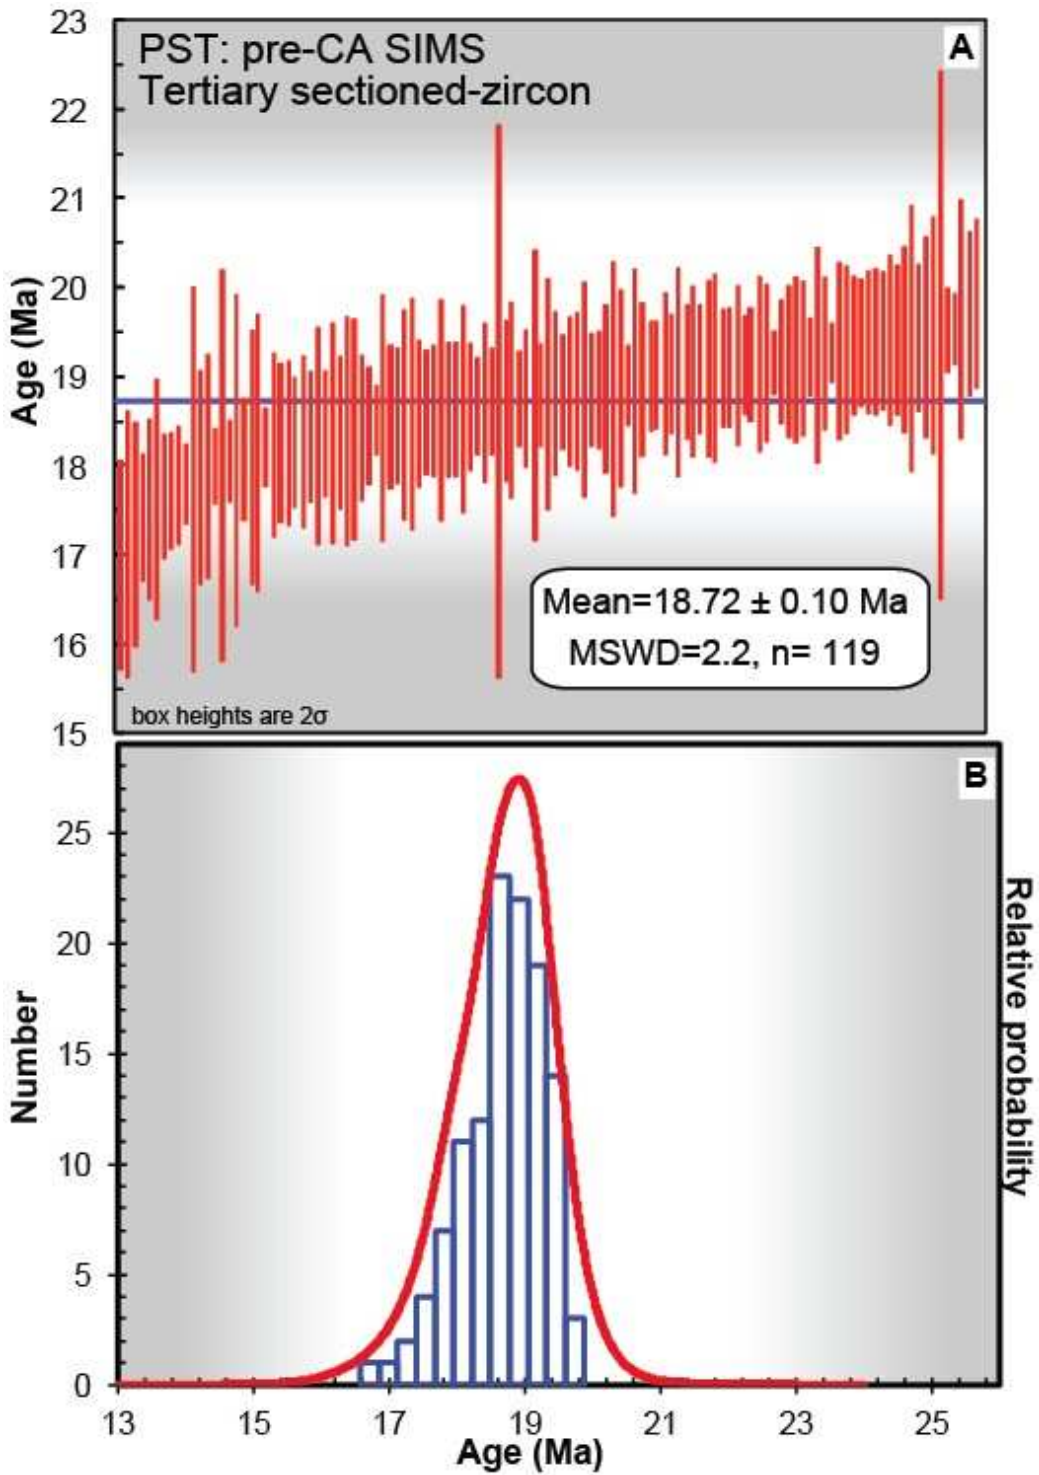 PST: pre-CA SIMS
Tertiary sectioned-zircon
A
23
22
21
20
19
18
17
16
15
Age (Ma)
Mean=18.72 ± 0.10 Ma
MSWD=2.2, n= 119
box heights are 2σ
B
25
20
15
10
5
0
Number
Relative probability
13 15 17 19 21 23 25
Age (Ma)